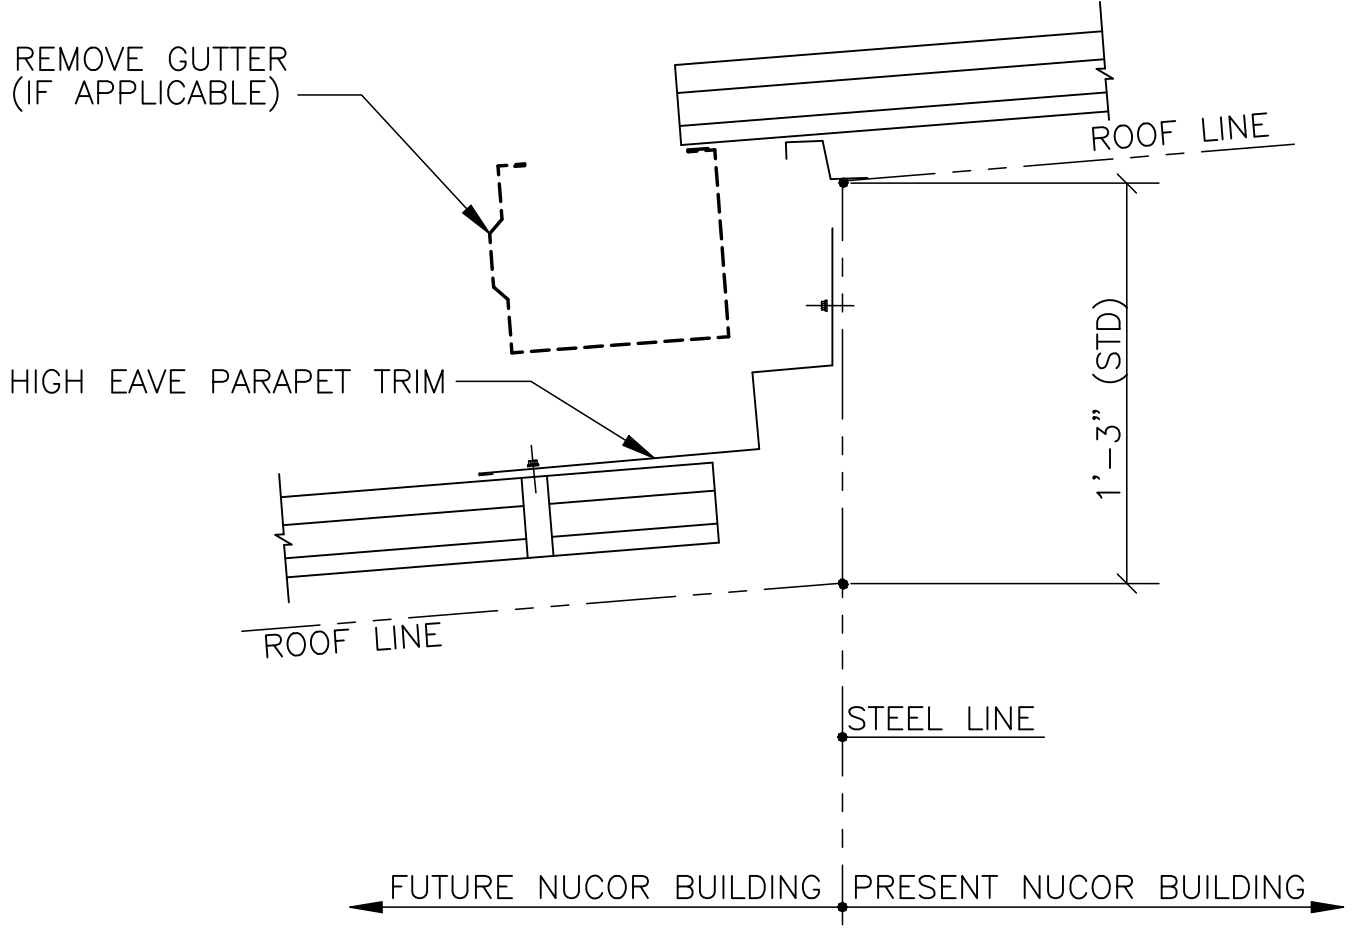 REMOVE GUTTER
(IF APPLICABLE)
ROOF LINE
1'-3" (STD)
HIGH EAVE PARAPET TRIM
ROOF LINE
STEEL LINE
FUTURE NUCOR BUILDING
PRESENT NUCOR BUILDING